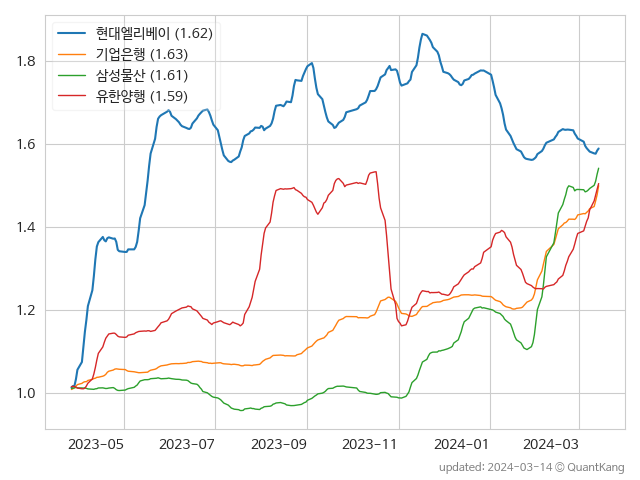 현대엘리베이 (1.62)
기업은행 (1.63)
삼성물산 (1.61)
유한양행 (1.59)
1.8
1.6
1.4
1.2
1.0
2023-05 2023-07 2023-09 2023-11 2024-01 2024-03
updated: 2024-03-14 © QuantKang